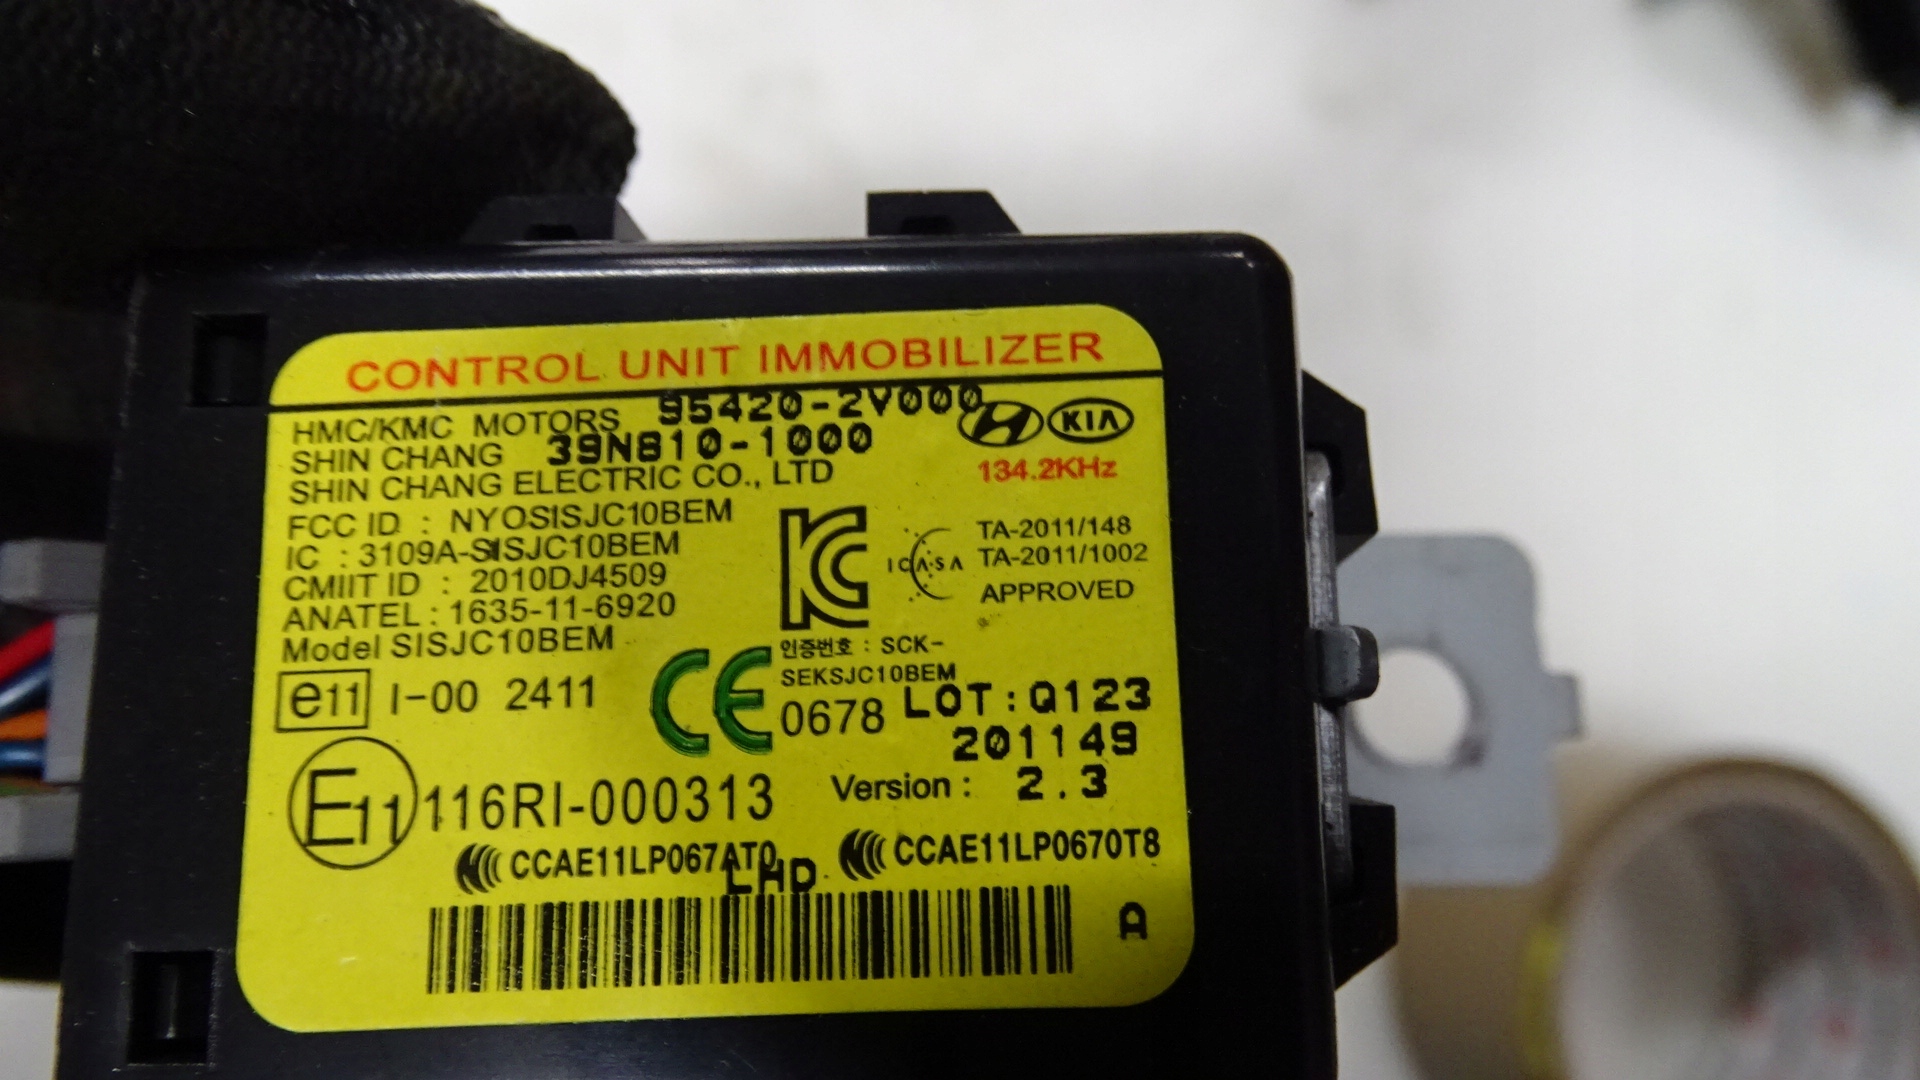 CONTROL UNIT IMMOBILIZER
HMC/KMC MOTORS 95420-2V000
SHIN CHANG 39N810-1000
KIA
SHIN CHANG ELECTRIC CO., LTD
134.2KHz
FCC ID : NYOSISJC10BEM
IC : 3109A-SISJC10BEM
CMIIT ID : 2010DJ4509
ANATEL : 1635-11-6920
Model SISJC10BEM
ICASA
TA-2011/148
TA-2011/1002
APPROVED
인증번호 : SCK-
SEKSJC10BEM
e11 I-00 2411
CE 0678
LOT:Q123
201149
Version : 2.3
E11 116RI-000313
CCAE11LP067AT0
LHD
CCAE11LP0670T8
A